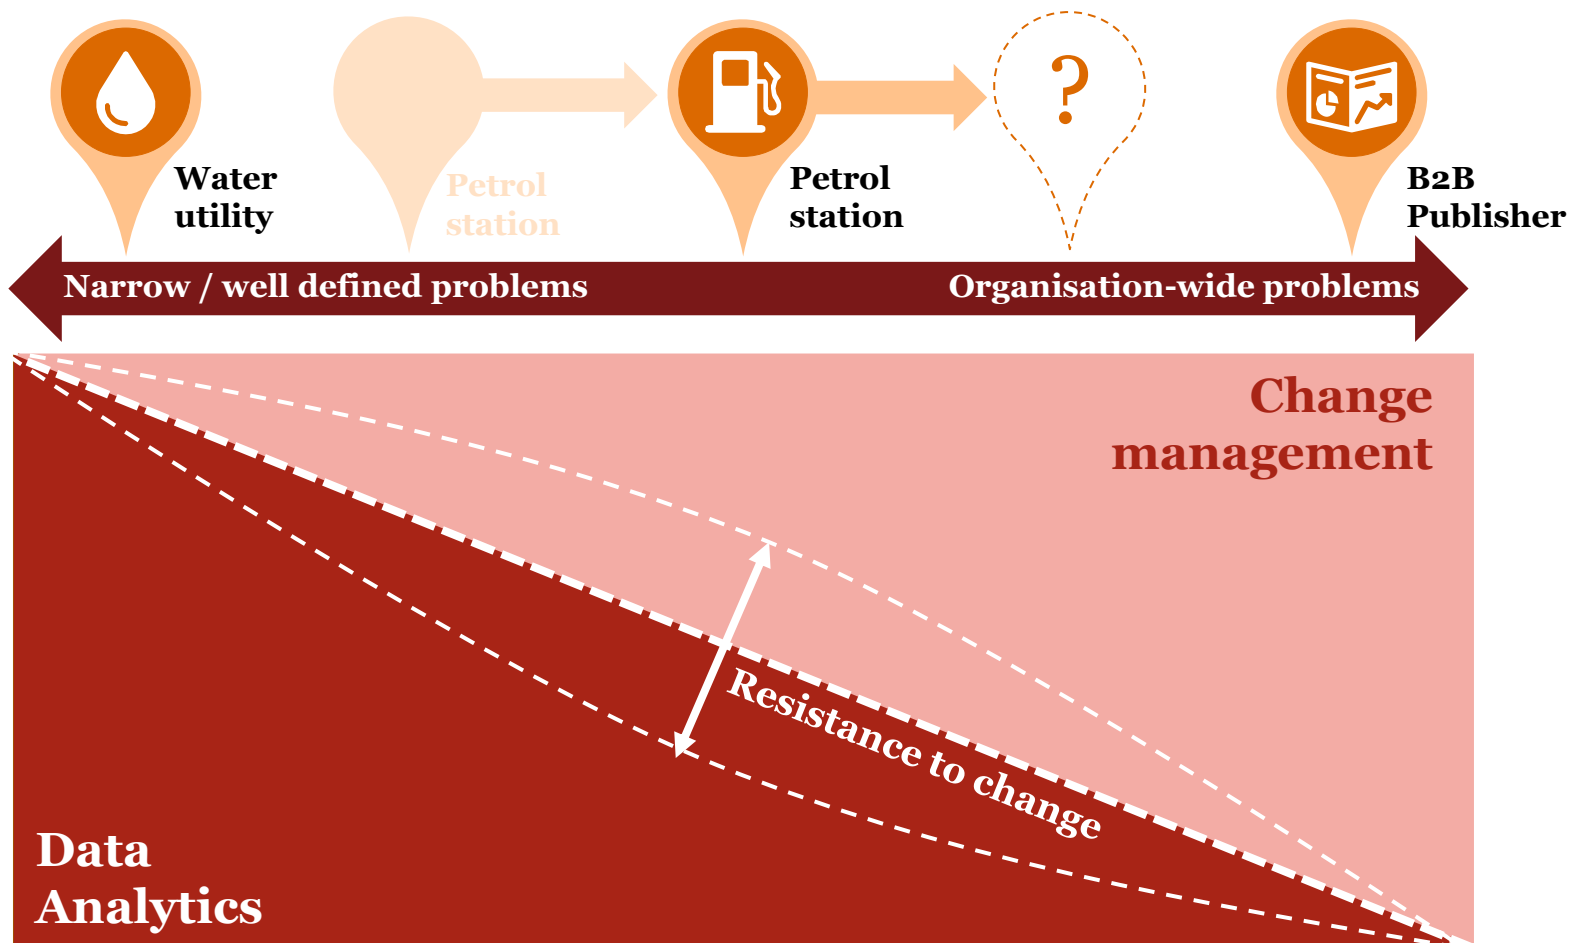 Water
utility
Petrol
station
Petrol
station
?
B2B
Publisher
Narrow / well defined problems
Organisation-wide problems
Change
management
Resistance to change
Data
Analytics